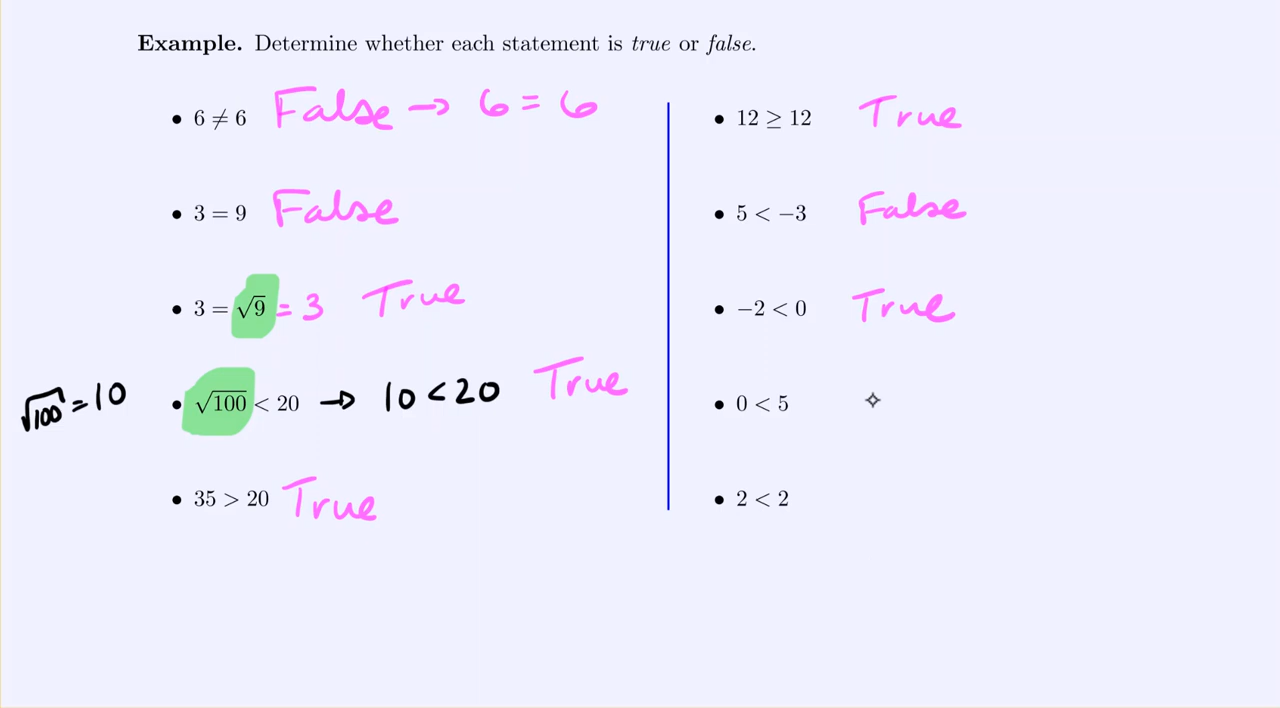 Example. Determine whether each statement is true or false.
• 6 ≠ 6 False → 6 = 6
• 3 = 9 False
• 3 = √9 = 3 True
√100 = 10 • √100 < 20 → 10 < 20 True
• 35 > 20 True
• 12 ≥ 12 True
• 5 < −3 False
• −2 < 0 True
• 0 < 5
• 2 < 2